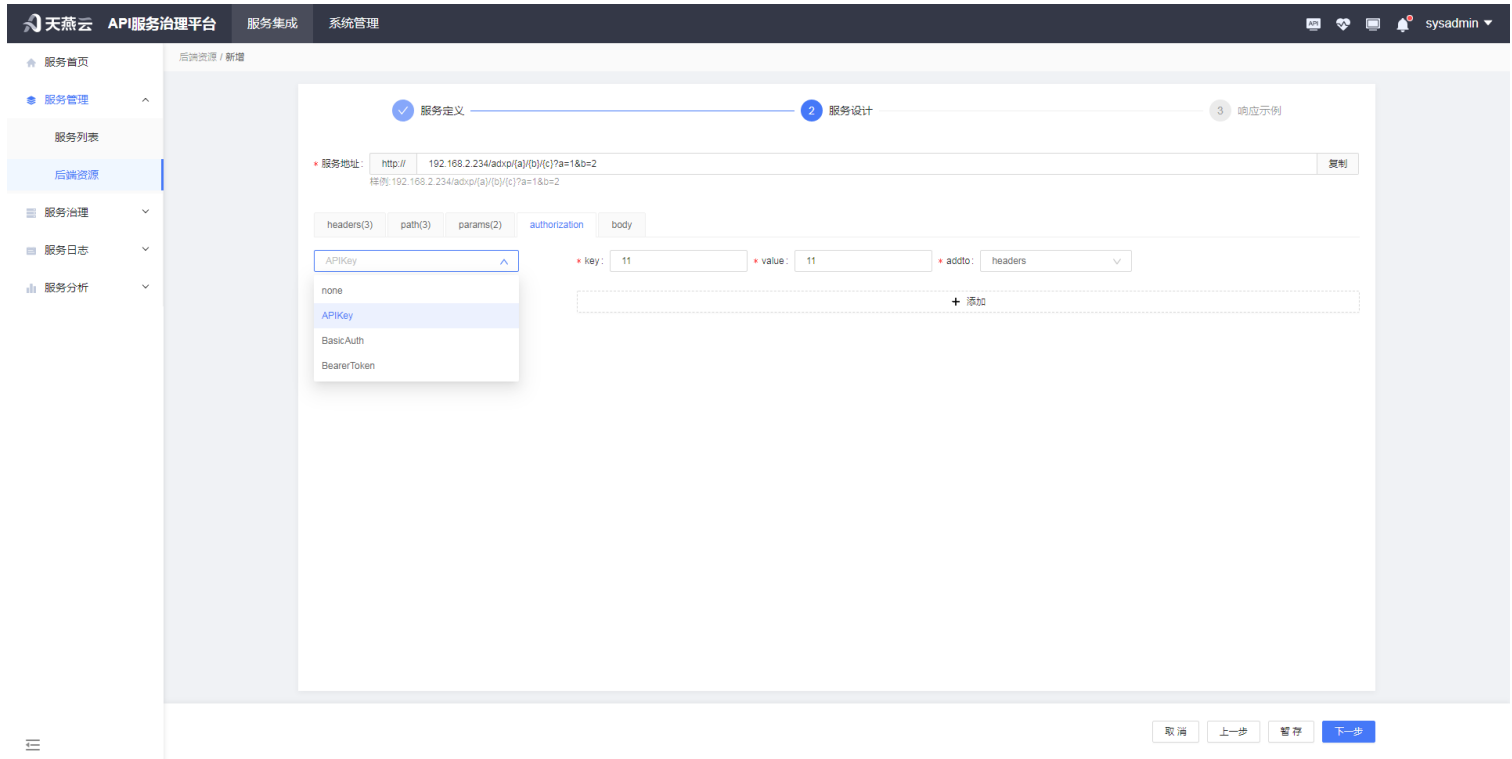 天燕云 API服务治理平台 服务集成 系统管理 API sysadmin
服务首页
后端资源 / 新增
服务管理
服务列表
后端资源
服务治理
服务日志
服务分析
服务定义 2 服务设计 3 响应示例
* 服务地址: http:// 192.168.2.234/adxp/{a}/{b}/{c}?a=1&b=2 复制
样例:192.168.2.234/adxp/{a}/{b}/{c}?a=1&b=2
headers(3) path(3) params(2) authorization body
APIKey * key: 11 * value: 11 * addto: headers
none
APIKey
BasicAuth
BearerToken
+ 添加
取消 上一步 暂存 下一步